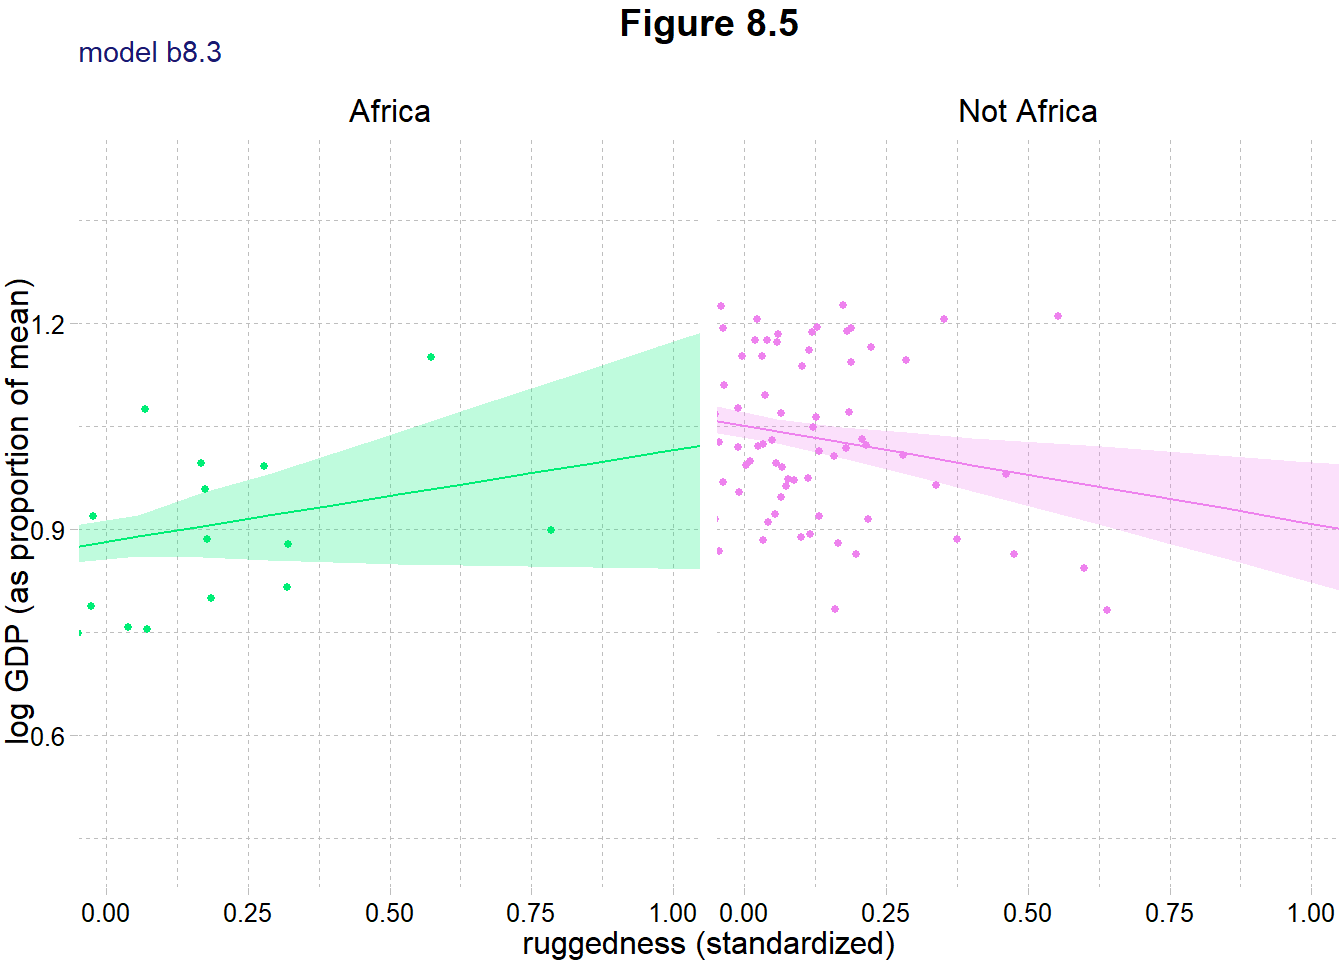 Figure 8.5
model b8.3
Africa
Not Africa
log GDP (as proportion of mean)
1.2
0.9
0.6
0.00 0.25 0.50 0.75 1.00 0.00 0.25 0.50 0.75 1.00
ruggedness (standardized)